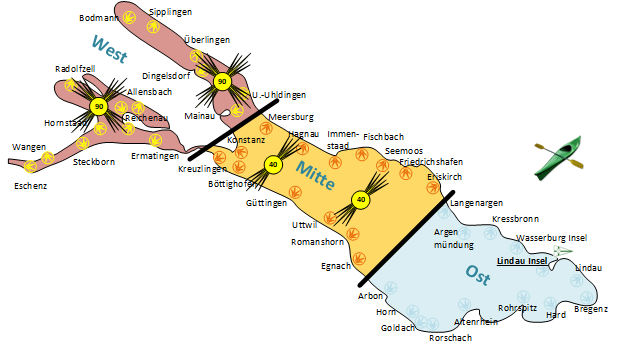 Sipplingen
Bodmann
Überlingen
West
Radolfzell
Dingelsdorf
90
Allensbach
U.-Uhldingen
90
Mainau
Meersburg
Hornstaad
Reichenau
Konstanz
Hagnau
Immen-
staad
Fischbach
Wangen
Seemoos
Steckborn
Ermatingen
Friedrichshafen
Kreuzlingen
40
Mitte
Eriskirch
Eschenz
Böttighofen
Güttingen
40
Langenargen
Kressbronn
Uttwil
Argen
mündung
Wasserburg Insel
Romanshorn
Lindau Insel
Egnach
Ost
Lindau
Arbon
Rohrspitz
Horn
Bregenz
Hard
Altenrhein
Goldach
Rorschach